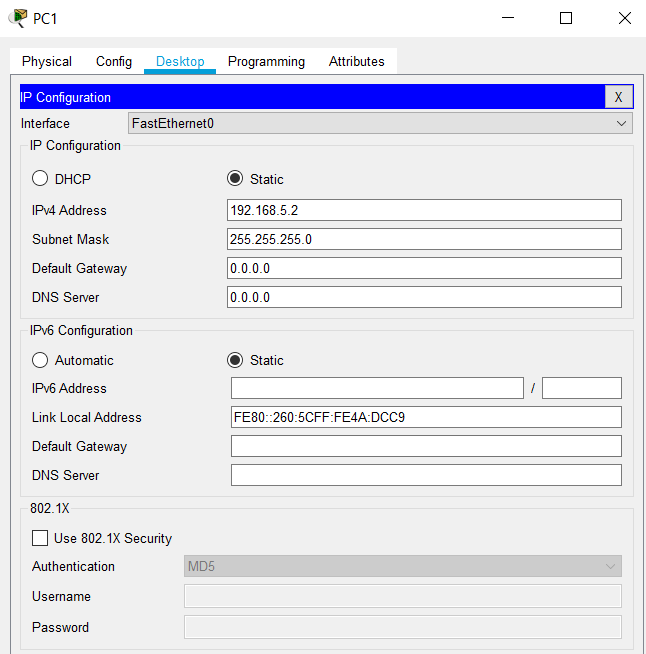 PC1
Physical Config Desktop Programming Attributes
IP Configuration X
Interface FastEthernet0
IP Configuration
DHCP Static
IPv4 Address 192.168.5.2
Subnet Mask 255.255.255.0
Default Gateway 0.0.0.0
DNS Server 0.0.0.0
IPv6 Configuration
Automatic Static
IPv6 Address /
Link Local Address FE80::260:5CFF:FE4A:DCC9
Default Gateway
DNS Server
802.1X
Use 802.1X Security
Authentication MD5
Username
Password